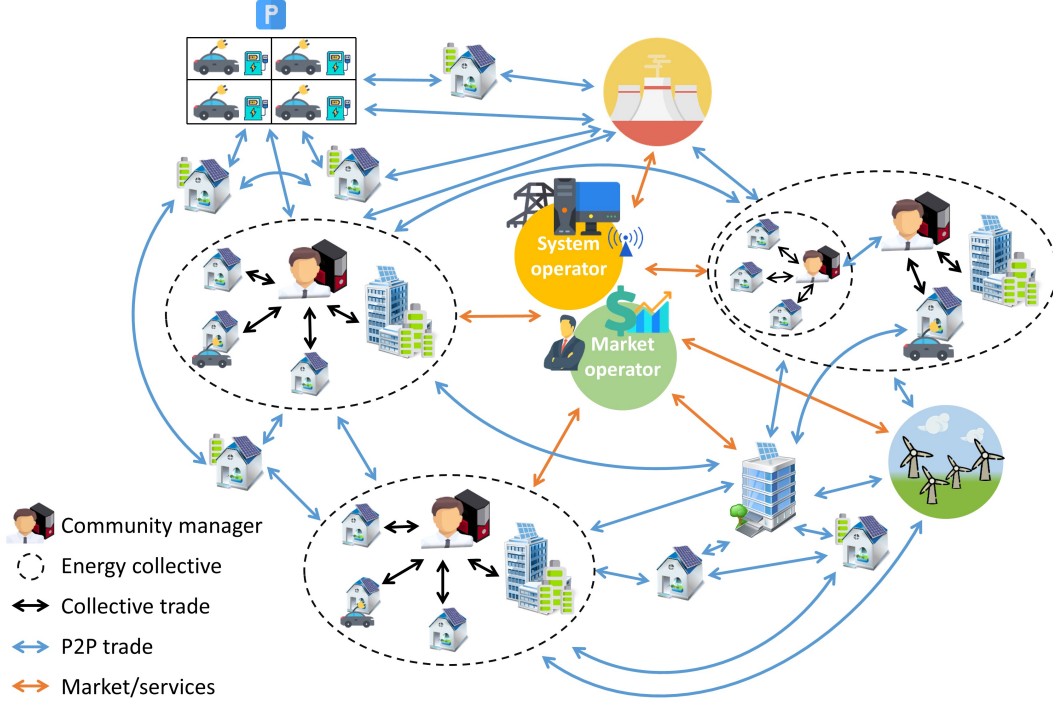 P
System
operator
Market
operator
Community manager
Energy collective
Collective trade
P2P trade
Market/services